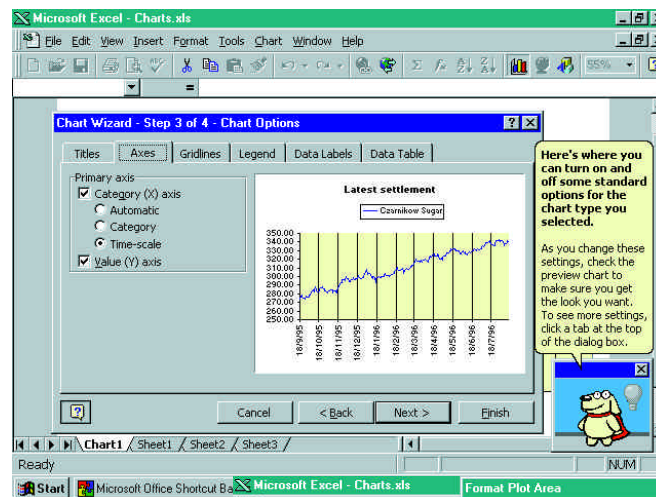 Microsoft Excel - Charts.xls
File Edit View Insert Format Tools Chart Window Help
55%
=
Chart Wizard - Step 3 of 4 - Chart Options
Titles Axes Gridlines Legend Data Labels Data Table
Primary axis
Category (X) axis
Automatic
Category
Time-scale
Value (Y) axis
Latest settlement
Czarnikow Sugar
350.00
340.00
330.00
320.00
310.00
300.00
290.00
280.00
270.00
260.00
250.00
18/9/95 18/10/95 18/11/95 18/12/95 18/1/96 18/2/96 18/3/96 18/4/96 18/5/96 18/6/96 18/7/96
Here's where you
can turn on and
off some standard
options for the
chart type you
selected.
As you change these
settings, check the
preview chart to
make sure you get
the look you want.
To see more settings,
click a tab at the top
of the dialog box.
Cancel < Back Next > Finish
Chart1 Sheet1 Sheet2 Sheet3
Ready NUM
Start Microsoft Office Shortcut Ba Microsoft Excel - Charts.xls Format Plot Area